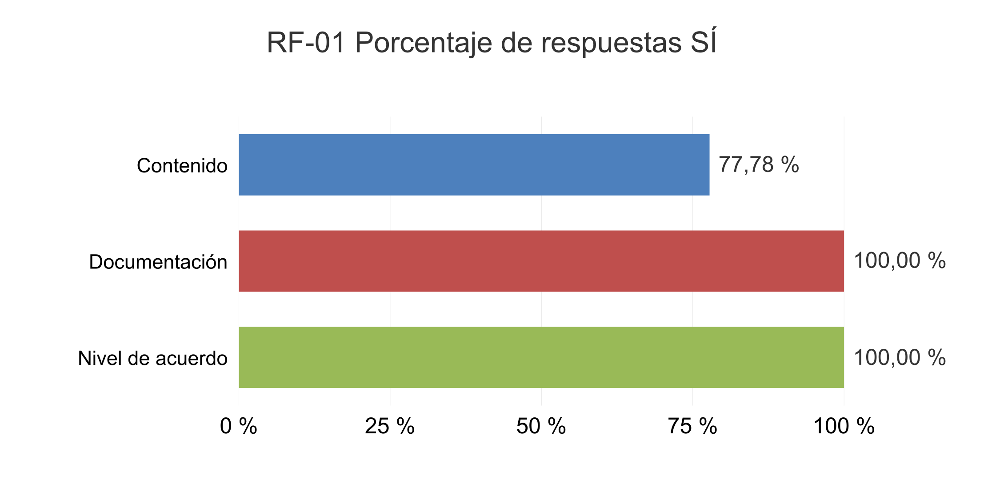 RF-01 Porcentaje de respuestas SÍ
Contenido
77,78 %
Documentación
100,00 %
Nivel de acuerdo
100,00 %
0 %
25 %
50 %
75 %
100 %